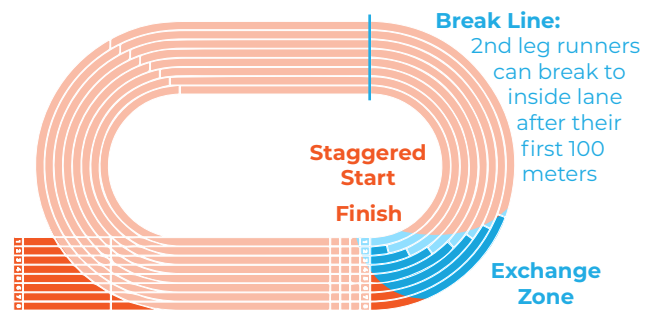 Break Line:
2nd leg runners
can break to
inside lane
after their
first 100
meters
Staggered
Start
Finish
Exchange
Zone